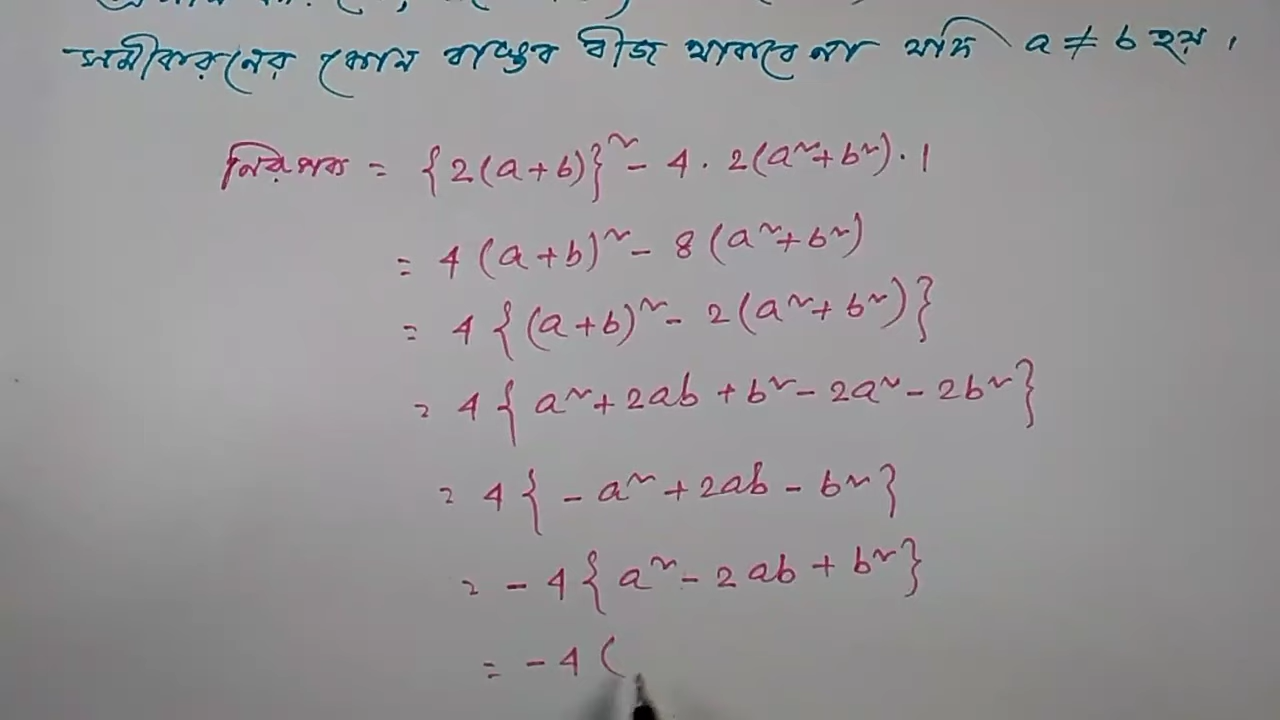 সমীকরনের কোন বাস্তব বীজ থাকবে না যদি a ≠ b হয়।
নিরূপক = {2(a+b)}² - 4 . 2(a²+b²) . 1
= 4(a+b)² - 8(a²+b²)
= 4{(a+b)² - 2(a²+b²)}
= 4{a²+2ab+b²-2a²-2b²}
= 4{-a²+2ab-b²}
= -4{a²-2ab+b²}
= -4(